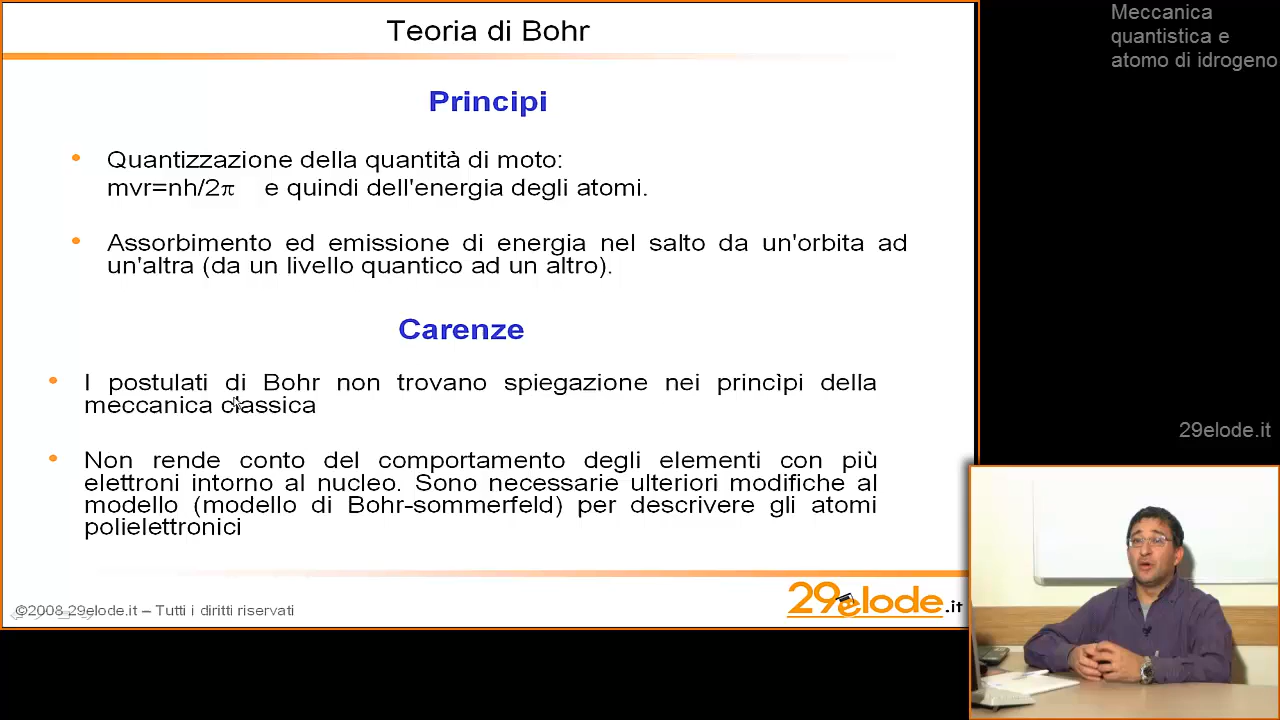 Teoria di Bohr
Principi
• Quantizzazione della quantità di moto:
mvr=nh/2π e quindi dell'energia degli atomi.
• Assorbimento ed emissione di energia nel salto da un'orbita ad
un'altra (da un livello quantico ad un altro).
Carenze
• I postulati di Bohr non trovano spiegazione nei princìpi della
meccanica classica
• Non rende conto del comportamento degli elementi con più
elettroni intorno al nucleo. Sono necessarie ulteriori modifiche al
modello (modello di Bohr-sommerfeld) per descrivere gli atomi
polielettronici
©2008 29elode.it – Tutti i diritti riservati
29elode.it
Meccanica
quantistica e
atomo di idrogeno
29elode.it